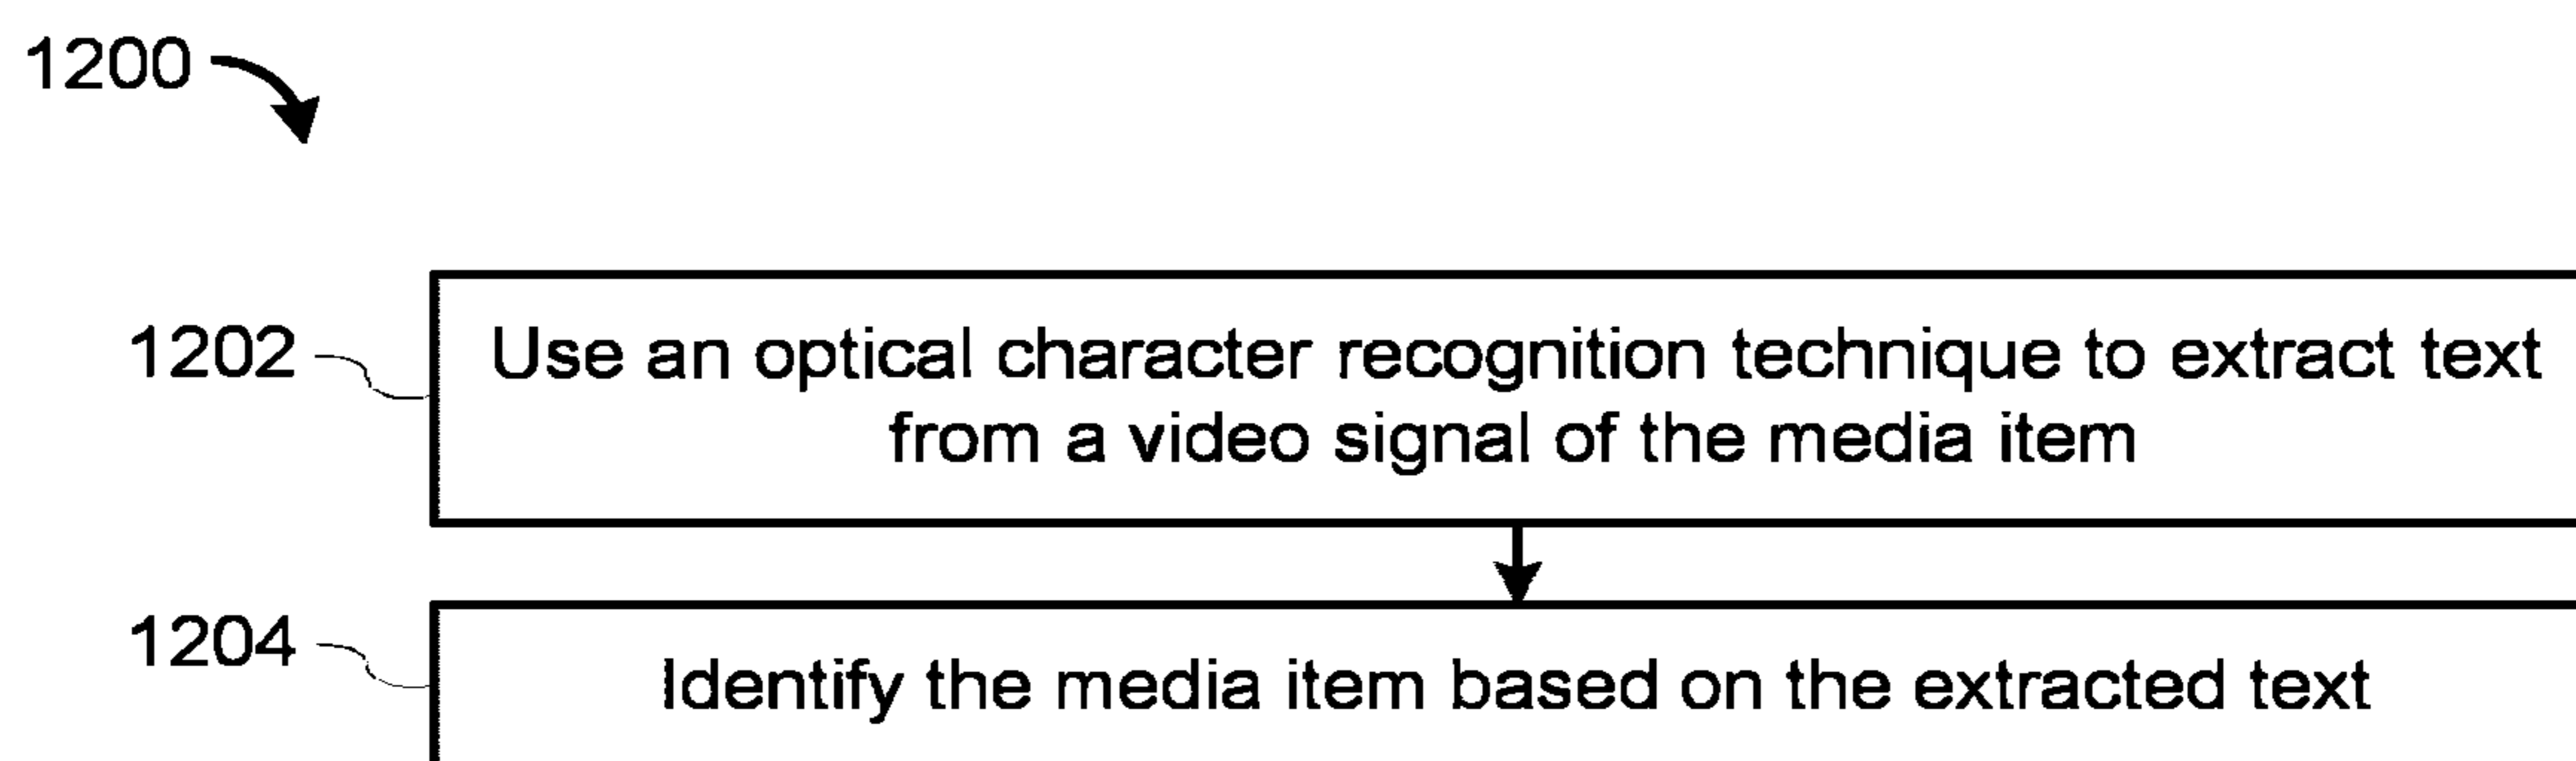 1200
1202
Use an optical character recognition technique to extract text
from a video signal of the media item
1204
Identify the media item based on the extracted text